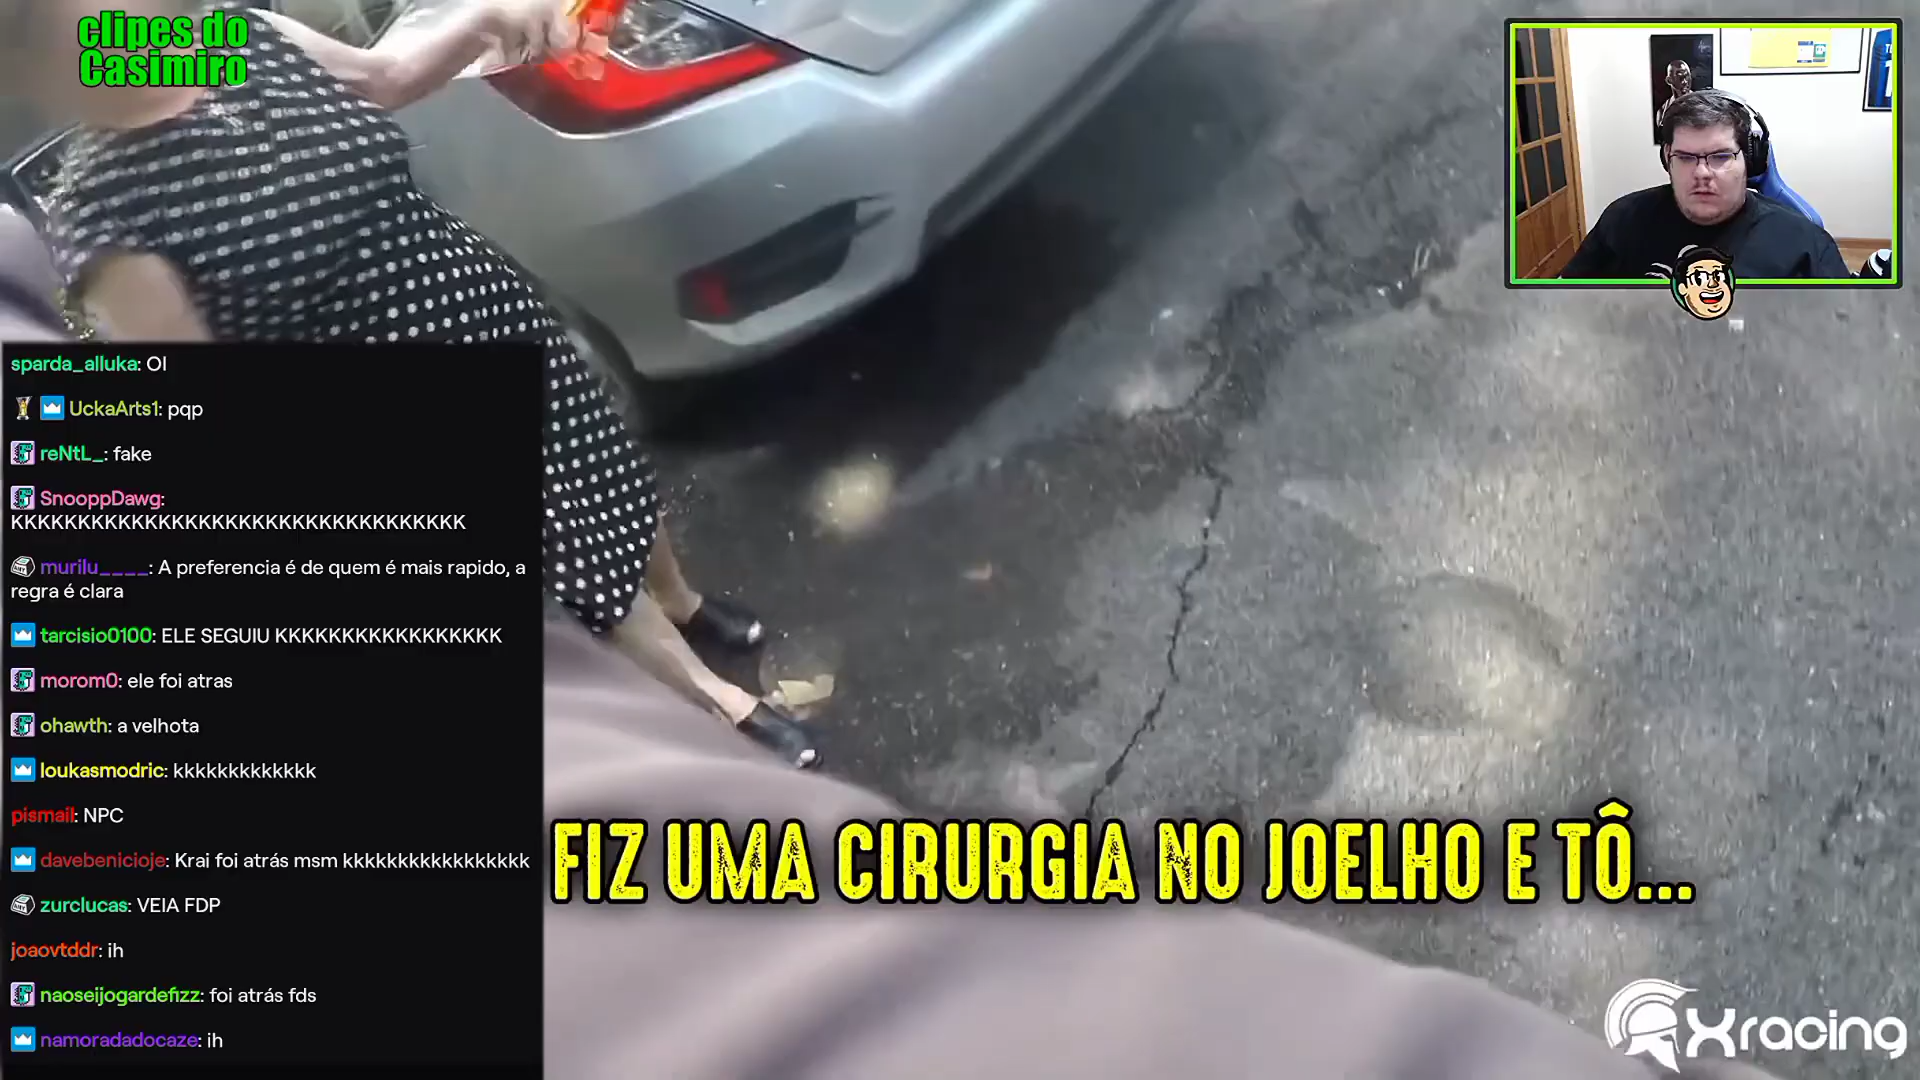 clipes do
Casimiro
sparda_alluka: OI
UckaArts1: pqp
reNtL_: fake
SnooppDawg:
KKKKKKKKKKKKKKKKKKKKKKKKKKKKKKKKKK
murilu____: A preferencia é de quem é mais rapido, a
regra é clara
tarcisio0100: ELE SEGUIU KKKKKKKKKKKKKKKKK
morom0: ele foi atras
ohawth: a velhota
loukasmodric: kkkkkkkkkkkkk
pismail: NPC
davebenicioje: Krai foi atrás msm kkkkkkkkkkkkkkkkk
zurclucas: VEIA FDP
joaovtddr: ih
naoseijogardefizz: foi atrás fds
namoradadocaze: ih
FIZ UMA CIRURGIA NO JOELHO E TÔ...
Xracing